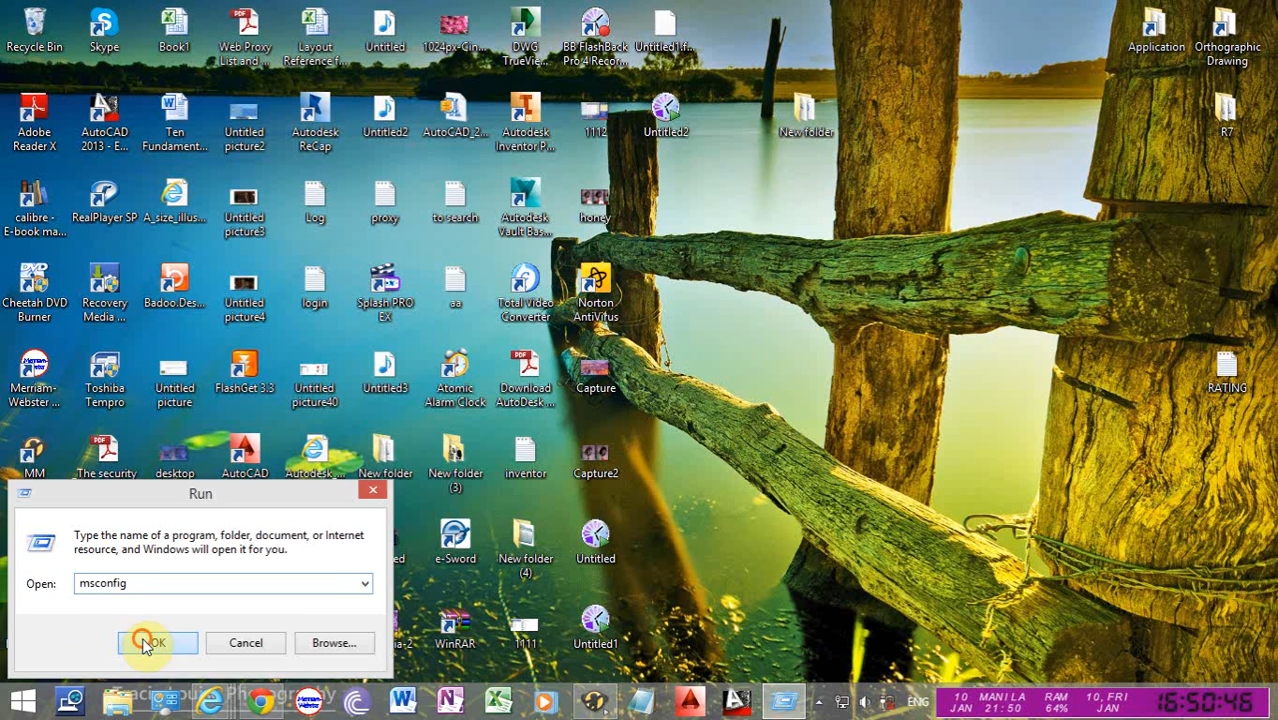 Recycle Bin
Skype
Book1
Web Proxy List and ...
Layout Reference f...
Untitled
1024px-Cin...
DWG TrueVie...
BB FlashBack Pro 4 Recor...
Untitled1.f...
Application
Orthographic Drawing
Adobe Reader X
AutoCAD 2013 - E...
Ten Fundament...
Untitled picture2
Autodesk ReCap
Untitled2
AutoCAD_2...
Autodesk Inventor P...
1112
Untitled2
New folder
R7
calibre - E-book ma...
RealPlayer SP
A_size_illus...
Untitled picture3
Log
proxy
to search
Autodesk Vault Bas...
honey
Cheetah DVD Burner
Recovery Media ...
Badoo.Des...
Untitled picture4
login
Splash PRO EX
aa
Total Video Converter
Norton AntiVirus
Merriam-Webster ...
Toshiba Tempro
Untitled picture
FlashGet 3.3
Untitled picture40
Untitled3
Atomic Alarm Clock
Download AutoDesk ...
Capture
RATING
MM
The security
desktop
AutoCAD
Autodesk_...
New folder
New folder (3)
inventor
Capture2
e-Sword
New folder (4)
Untitled
WinRAR
1111
Untitled1
Run
Type the name of a program, folder, document, or Internet
resource, and Windows will open it for you.
Open: msconfig
OK
Cancel
Browse...
ENG
10 MANILA RAM 10, FRI
JAN 21:50 64% JAN
16:50:46